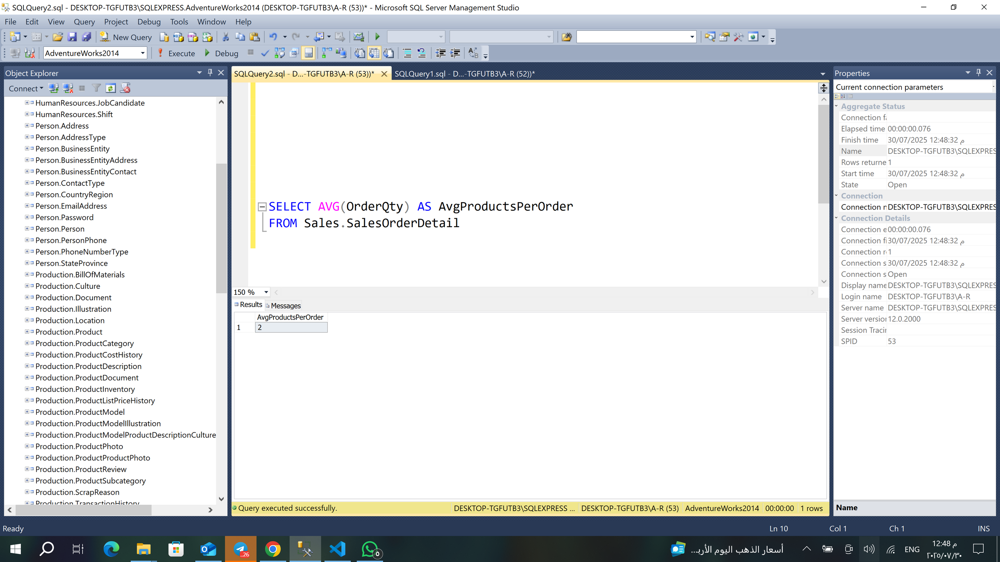 SQLQuery2.sql - DESKTOP-TGFUTB3\SQLEXPRESS.AdventureWorks2014 (DESKTOP-TGFUTB3\A-R (53))* - Microsoft SQL Server Management Studio
File Edit View Query Project Debug Tools Window Help
New Query
AdventureWorks2014 Execute Debug
Object Explorer
Connect
HumanResources.JobCandidate
HumanResources.Shift
Person.Address
Person.AddressType
Person.BusinessEntity
Person.BusinessEntityAddress
Person.BusinessEntityContact
Person.ContactType
Person.CountryRegion
Person.EmailAddress
Person.Password
Person.Person
Person.PersonPhone
Person.PhoneNumberType
Person.StateProvince
Production.BillOfMaterials
Production.Culture
Production.Document
Production.Illustration
Production.Location
Production.Product
Production.ProductCategory
Production.ProductCostHistory
Production.ProductDescription
Production.ProductDocument
Production.ProductInventory
Production.ProductListPriceHistory
Production.ProductModel
Production.ProductModelIllustration
Production.ProductModelProductDescriptionCulture
Production.ProductPhoto
Production.ProductProductPhoto
Production.ProductReview
Production.ProductSubcategory
Production.ScrapReason
Production.TransactionHistory
SQLQuery2.sql - D...-TGFUTB3\A-R (53))* SQLQuery1.sql - D...-TGFUTB3\A-R (52))*
SELECT AVG(OrderQty) AS AvgProductsPerOrder
FROM Sales.SalesOrderDetail
150 %
Results Messages
AvgProductsPerOrder
1 2
Query executed successfully. DESKTOP-TGFUTB3\SQLEXPRESS ... DESKTOP-TGFUTB3\A-R (53) AdventureWorks2014 00:00:00 1 rows
Properties
Current connection parameters
Aggregate Status
Connection fa
Elapsed time 00:00:00.076
Finish time 30/07/2025 12:48:32 م
Name DESKTOP-TGFUTB3\SQLEXPRES
Rows returne 1
Start time 30/07/2025 12:48:32 م
State Open
Connection
Connection n DESKTOP-TGFUTB3\SQLEXPRES
Connection Details
Connection e 00:00:00.076
Connection fi 30/07/2025 12:48:32 م
Connection r 1
Connection s 30/07/2025 12:48:32 م
Connection s Open
Display name DESKTOP-TGFUTB3\SQLEXPRES
Login name DESKTOP-TGFUTB3\A-R
Server name DESKTOP-TGFUTB3\SQLEXPRES
Server version 12.0.2000
Session Tracin
SPID 53
Name
Ready Ln 10 Col 1 Ch 1 INS
..26 ٥ أسعار الذهب اليوم الأرب... ENG 12:48 م
٢٠٢٥/٠٧/٣٠